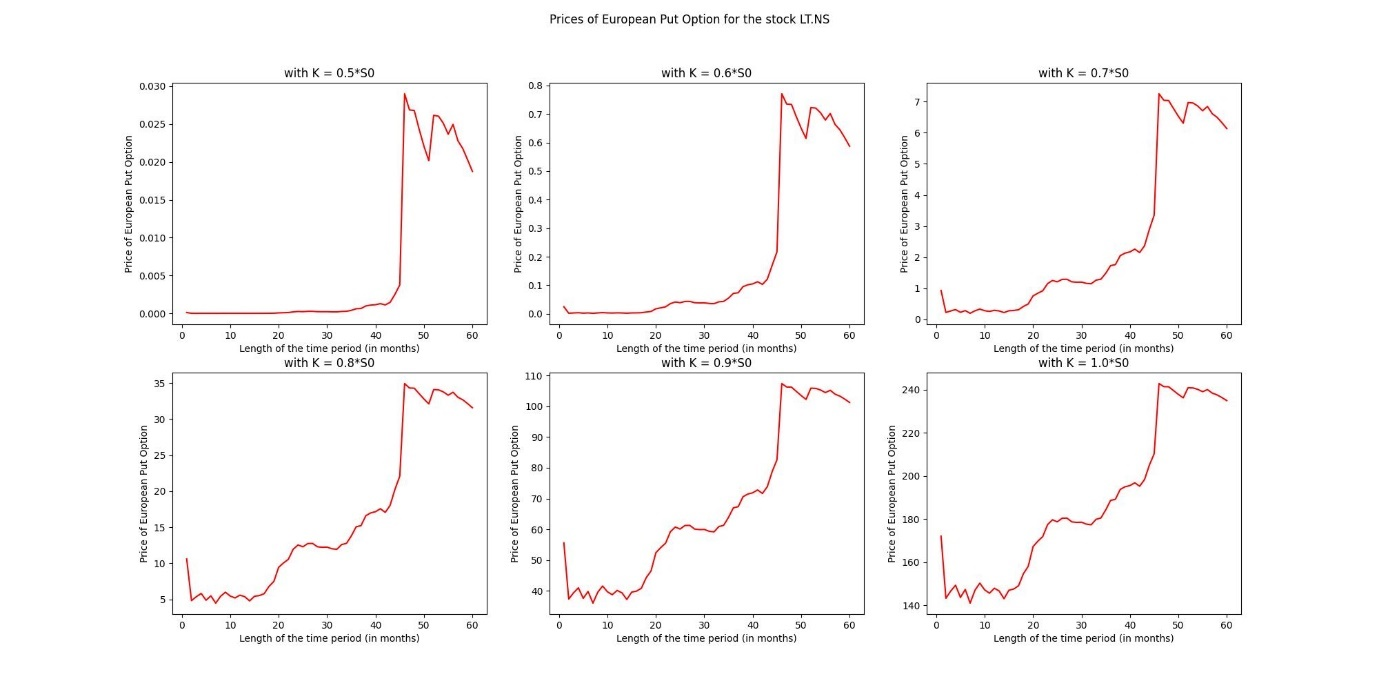 Prices of European Put Option for the stock LT.NS
with K = 0.5*S0
Price of European Put Option
0.030
0.025
0.020
0.015
0.010
0.005
0.000
0 10 20 30 40 50 60
Length of the time period (in months)
with K = 0.6*S0
Price of European Put Option
0.8
0.7
0.6
0.5
0.4
0.3
0.2
0.1
0.0
0 10 20 30 40 50 60
Length of the time period (in months)
with K = 0.7*S0
Price of European Put Option
7
6
5
4
3
2
1
0
0 10 20 30 40 50 60
Length of the time period (in months)
with K = 0.8*S0
Price of European Put Option
35
30
25
20
15
10
5
0 10 20 30 40 50 60
Length of the time period (in months)
with K = 0.9*S0
Price of European Put Option
110
100
90
80
70
60
50
40
0 10 20 30 40 50 60
Length of the time period (in months)
with K = 1.0*S0
Price of European Put Option
240
220
200
180
160
140
0 10 20 30 40 50 60
Length of the time period (in months)